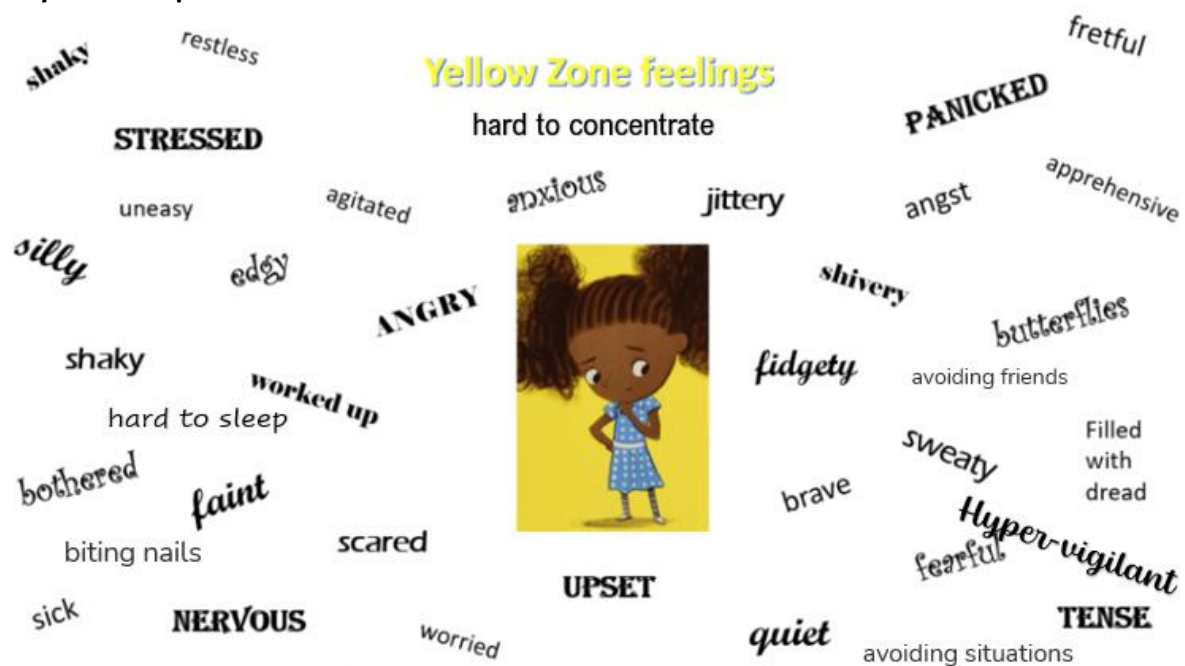 shaky
restless
fretful
Yellow Zone feelings
PANICKED
hard to concentrate
STRESSED
anxious
jittery
angst
apprehensive
uneasy
agitated
silly
edgy
shivery
ANGRY
butterflies
shaky
fidgety
avoiding friends
worked up
hard to sleep
sweaty
Filled
with
dread
bothered
faint
brave
Hyper-vigilant
biting nails
scared
fearful
UPSET
sick
NERVOUS
worried
quiet
TENSE
avoiding situations